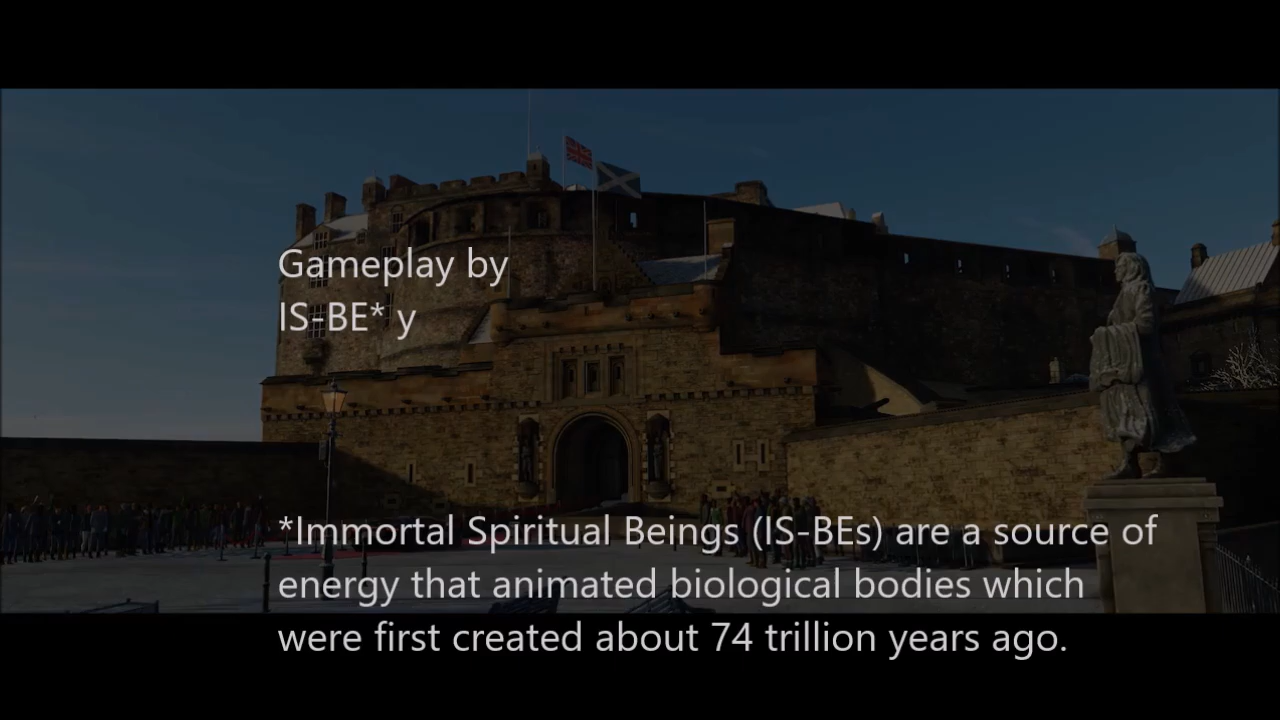 Gameplay by
IS-BE* y
*Immortal Spiritual Beings (IS-BEs) are a source of
energy that animated biological bodies which
were first created about 74 trillion years ago.